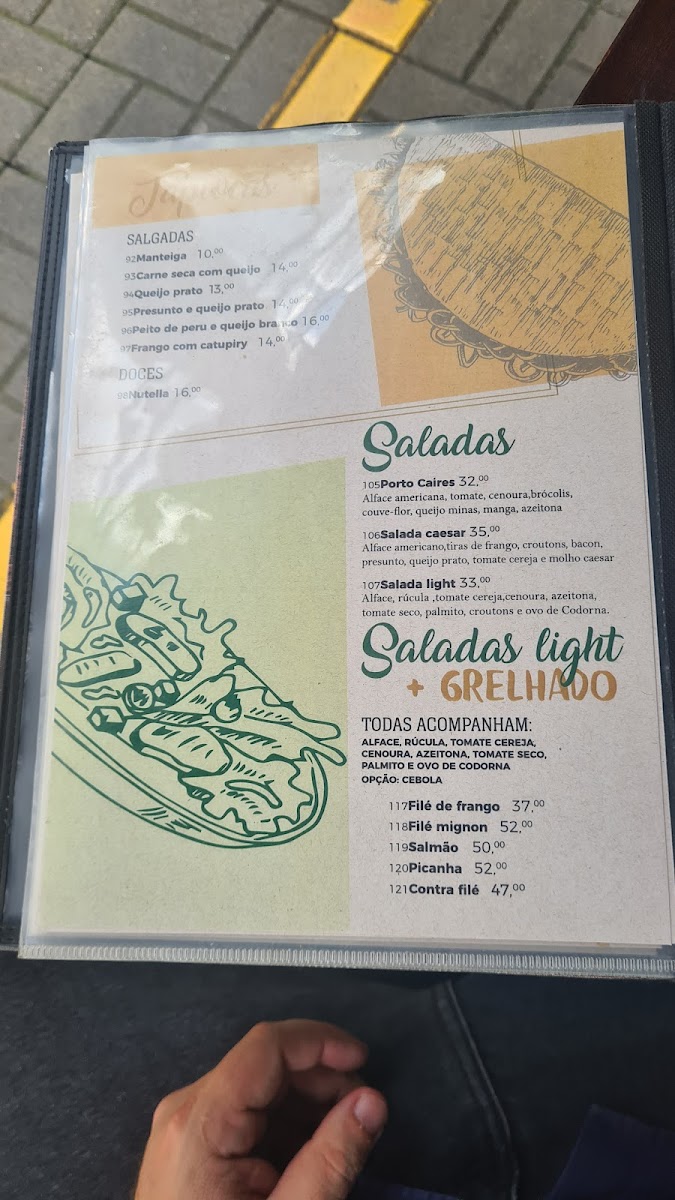 Tapiocas
SALGADAS
92Manteiga 10,00
93Carne seca com queijo 14,00
94Queijo prato 13,00
95Presunto e queijo prato 14,00
96Peito de peru e queijo branco 16,00
97Frango com catupiry 14,00
DOCES
98Nutella 16,00
Saladas
105Porto Caires 32,00
Alface americana, tomate, cenoura,brócolis,
couve-flor, queijo minas, manga, azeitona
106Salada caesar 35,00
Alface americano,tiras de frango, croutons, bacon,
presunto, queijo prato, tomate cereja e molho caesar
107Salada light 33,00
Alface, rúcula ,tomate cereja,cenoura, azeitona,
tomate seco, palmito, croutons e ovo de Codorna.
Saladas light
+ GRELHADO
TODAS ACOMPANHAM:
ALFACE, RÚCULA, TOMATE CEREJA,
CENOURA, AZEITONA, TOMATE SECO,
PALMITO E OVO DE CODORNA
OPÇÃO: CEBOLA
117Filé de frango 37,00
118Filé mignon 52,00
119Salmão 50,00
120Picanha 52,00
121Contra filé 47,00